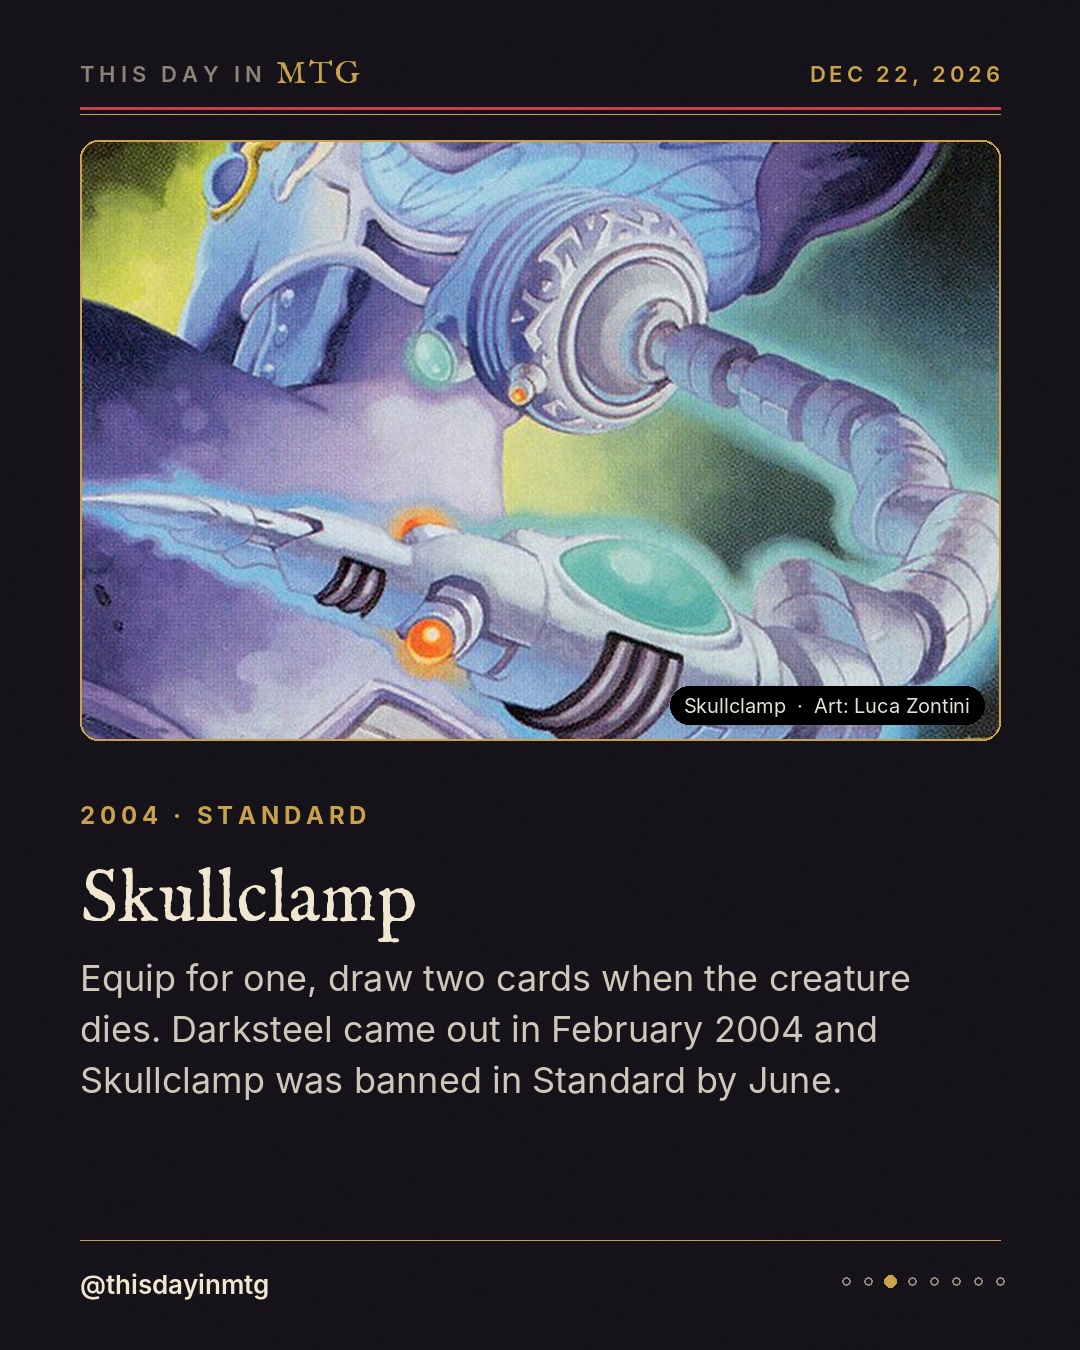 THIS DAY IN MTG
DEC 22, 2026
Skullclamp · Art: Luca Zontini
2004 · STANDARD
Skullclamp
Equip for one, draw two cards when the creature
dies. Darksteel came out in February 2004 and
Skullclamp was banned in Standard by June.
@thisdayinmtg